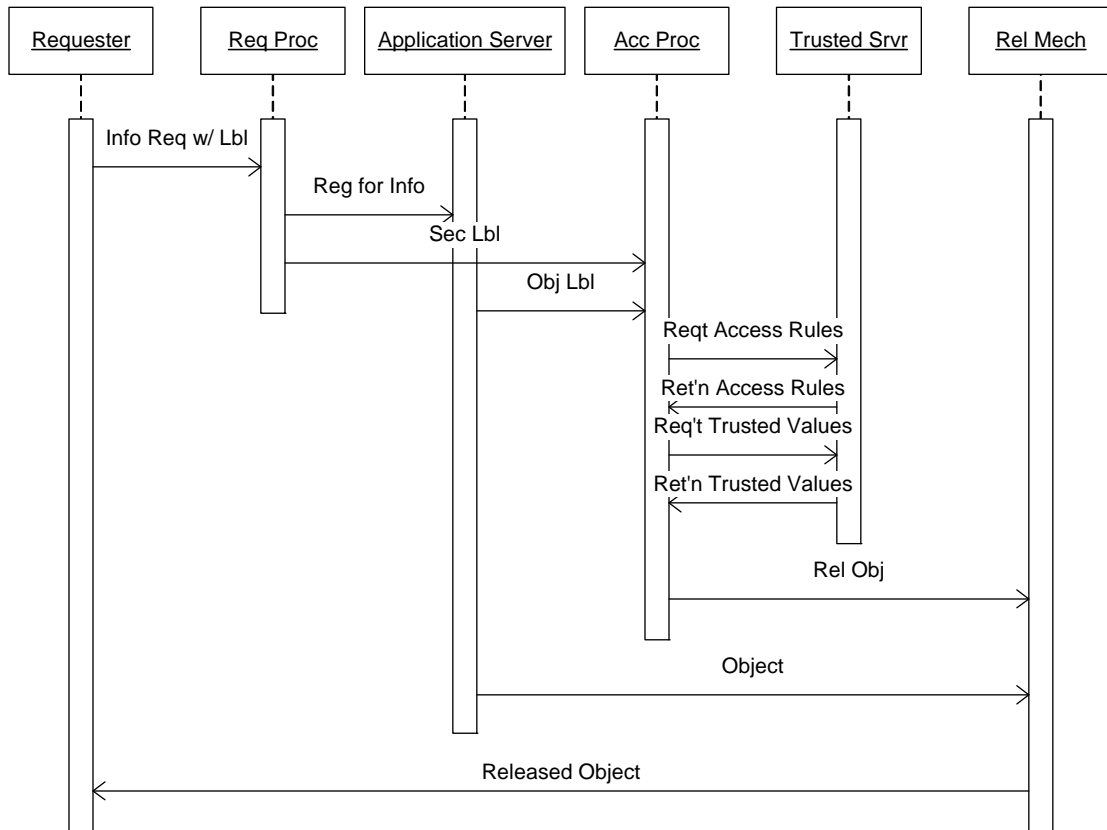 Requester
Req Proc
Application Server
Acc Proc
Trusted Srvr
Rel Mech
Info Req w/ Lbl
Reg for Info
Sec Lbl
Obj Lbl
Reqt Access Rules
Ret'n Access Rules
Req't Trusted Values
Ret'n Trusted Values
Rel Obj
Object
Released Object